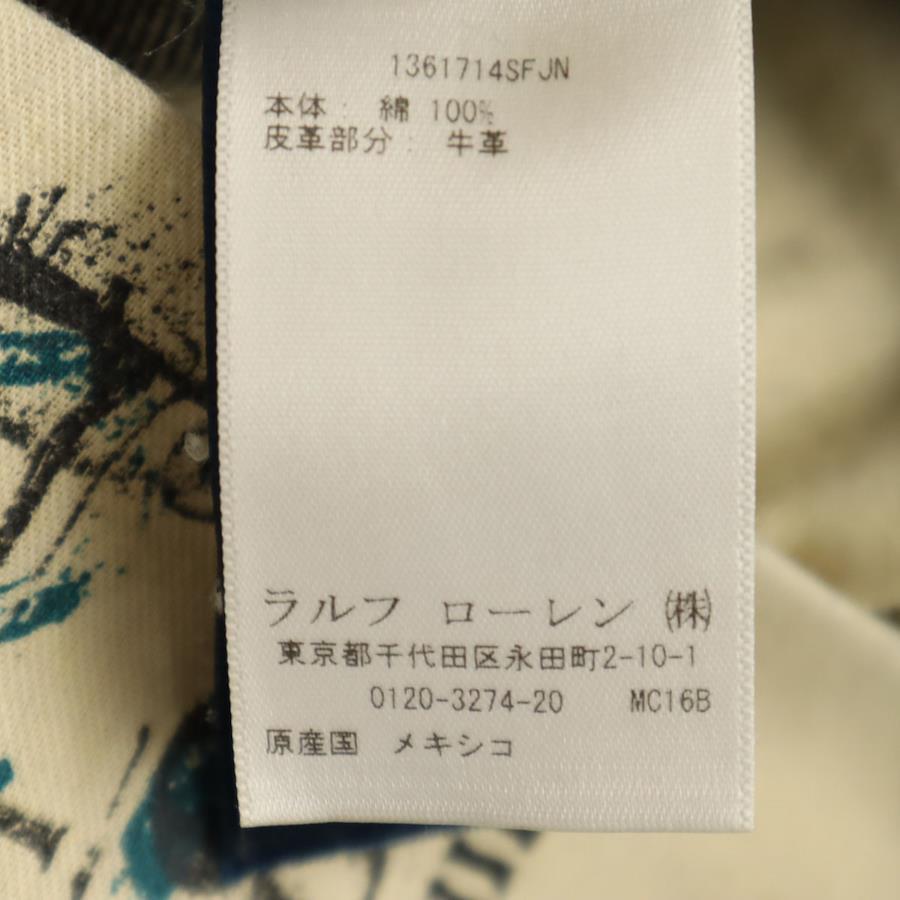 1361714SFJN
本体: 綿 100%
皮革部分: 牛革
ラルフ ローレン ㈱
東京都千代田区永田町2-10-1
0120-3274-20 MC16B
原産国 メキシコ